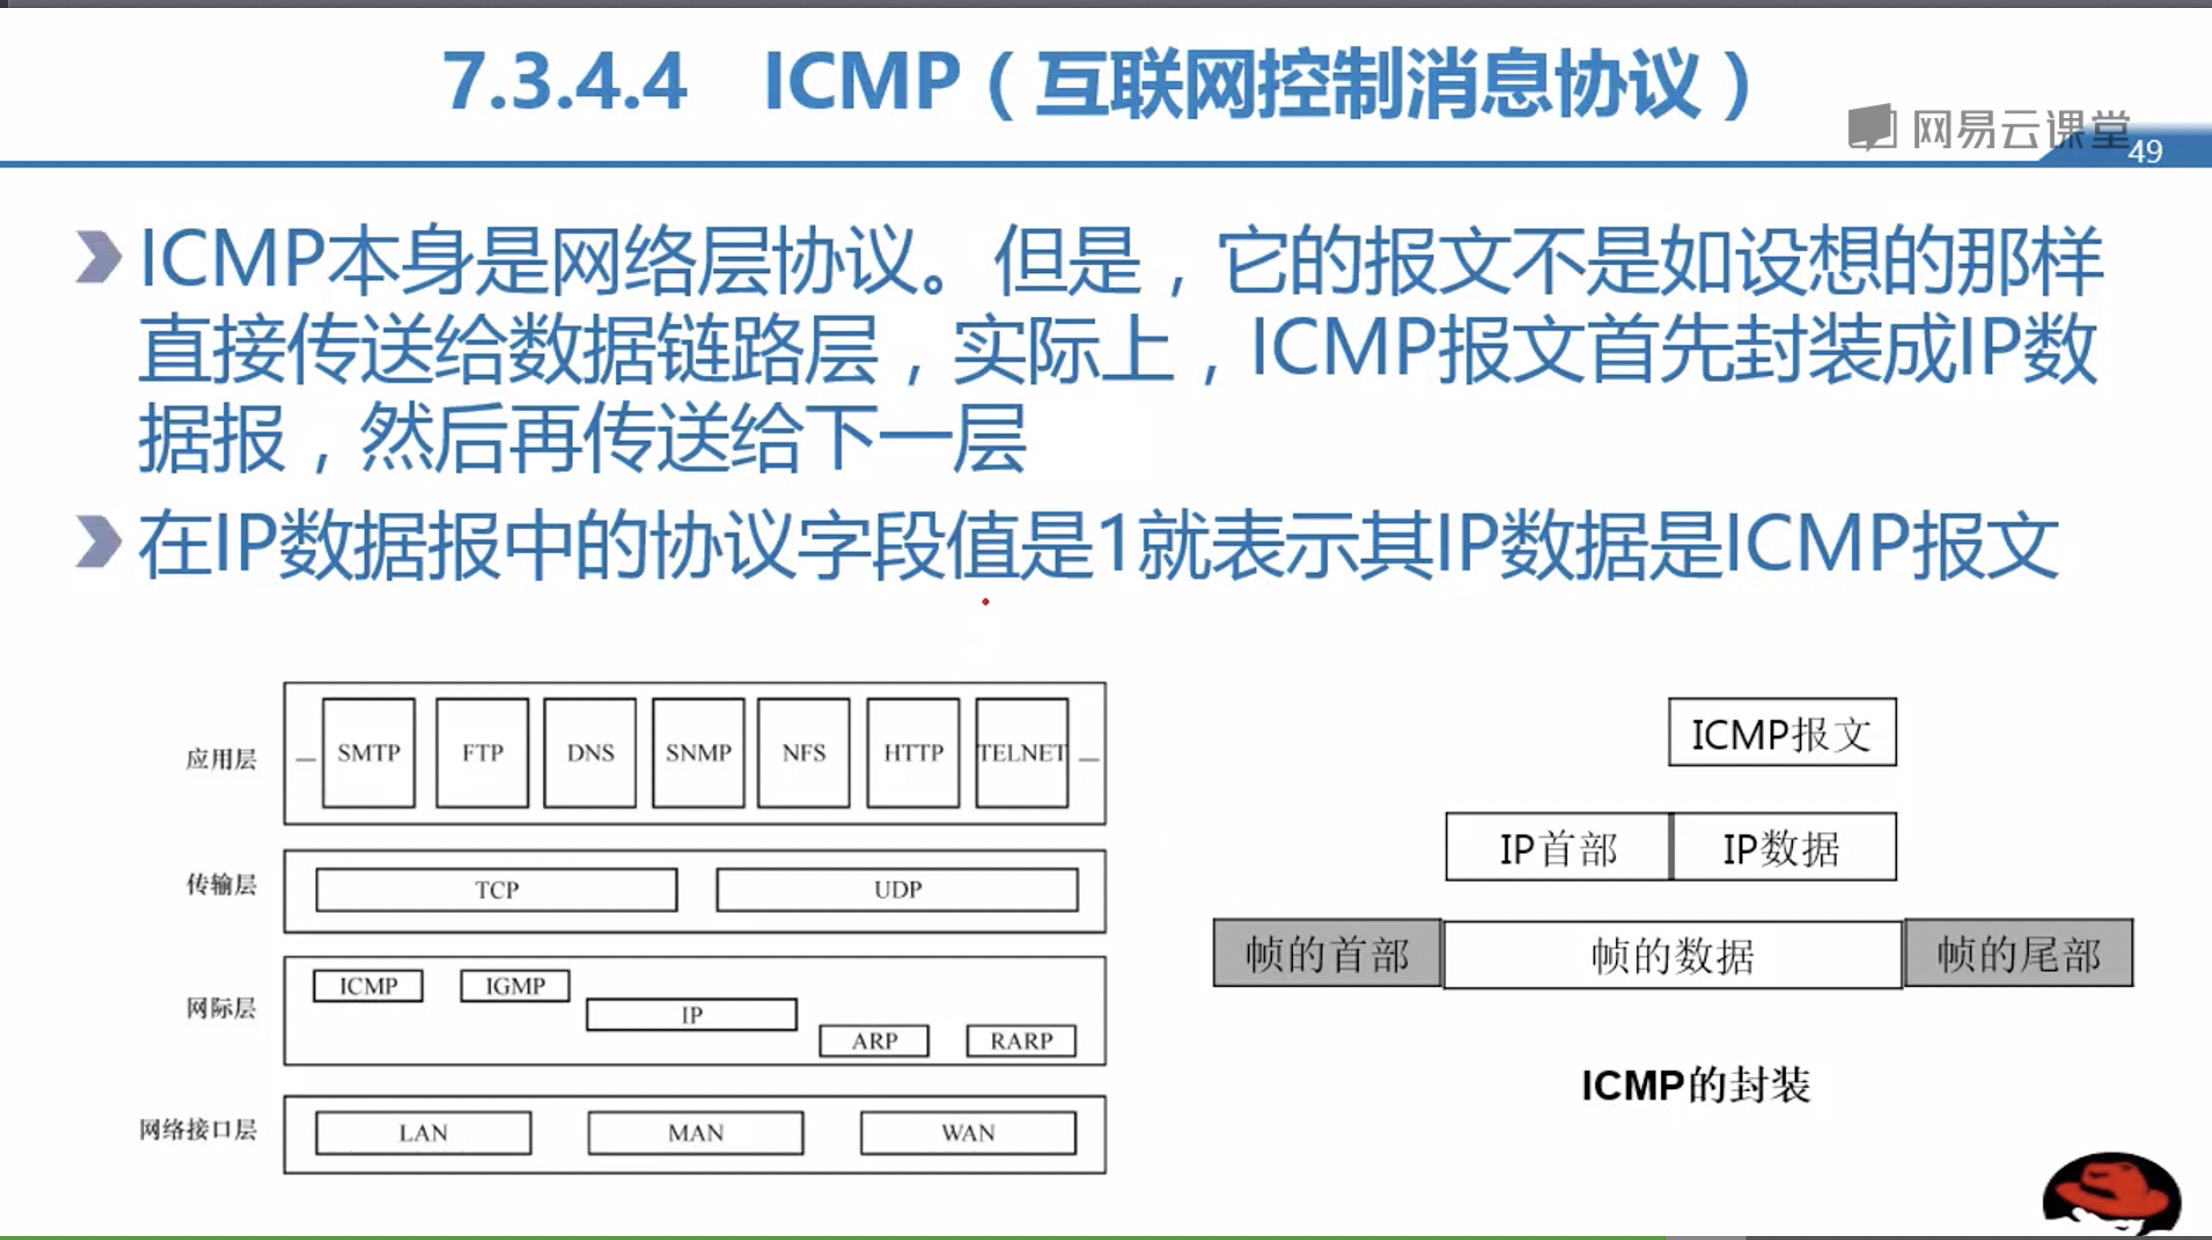 7.3.4.4 ICMP（互联网控制消息协议）
网易云课堂
49
ICMP本身是网络层协议。但是，它的报文不是如设想的那样
直接传送给数据链路层，实际上，ICMP报文首先封装成IP数
据报，然后再传送给下一层
在IP数据报中的协议字段值是1就表示其IP数据是ICMP报文
应用层 SMTP FTP DNS SNMP NFS HTTP TELNET
传输层 TCP UDP
网际层 ICMP IGMP IP ARP RARP
网络接口层 LAN MAN WAN
ICMP报文
IP首部 IP数据
帧的首部 帧的数据 帧的尾部
ICMP的封装